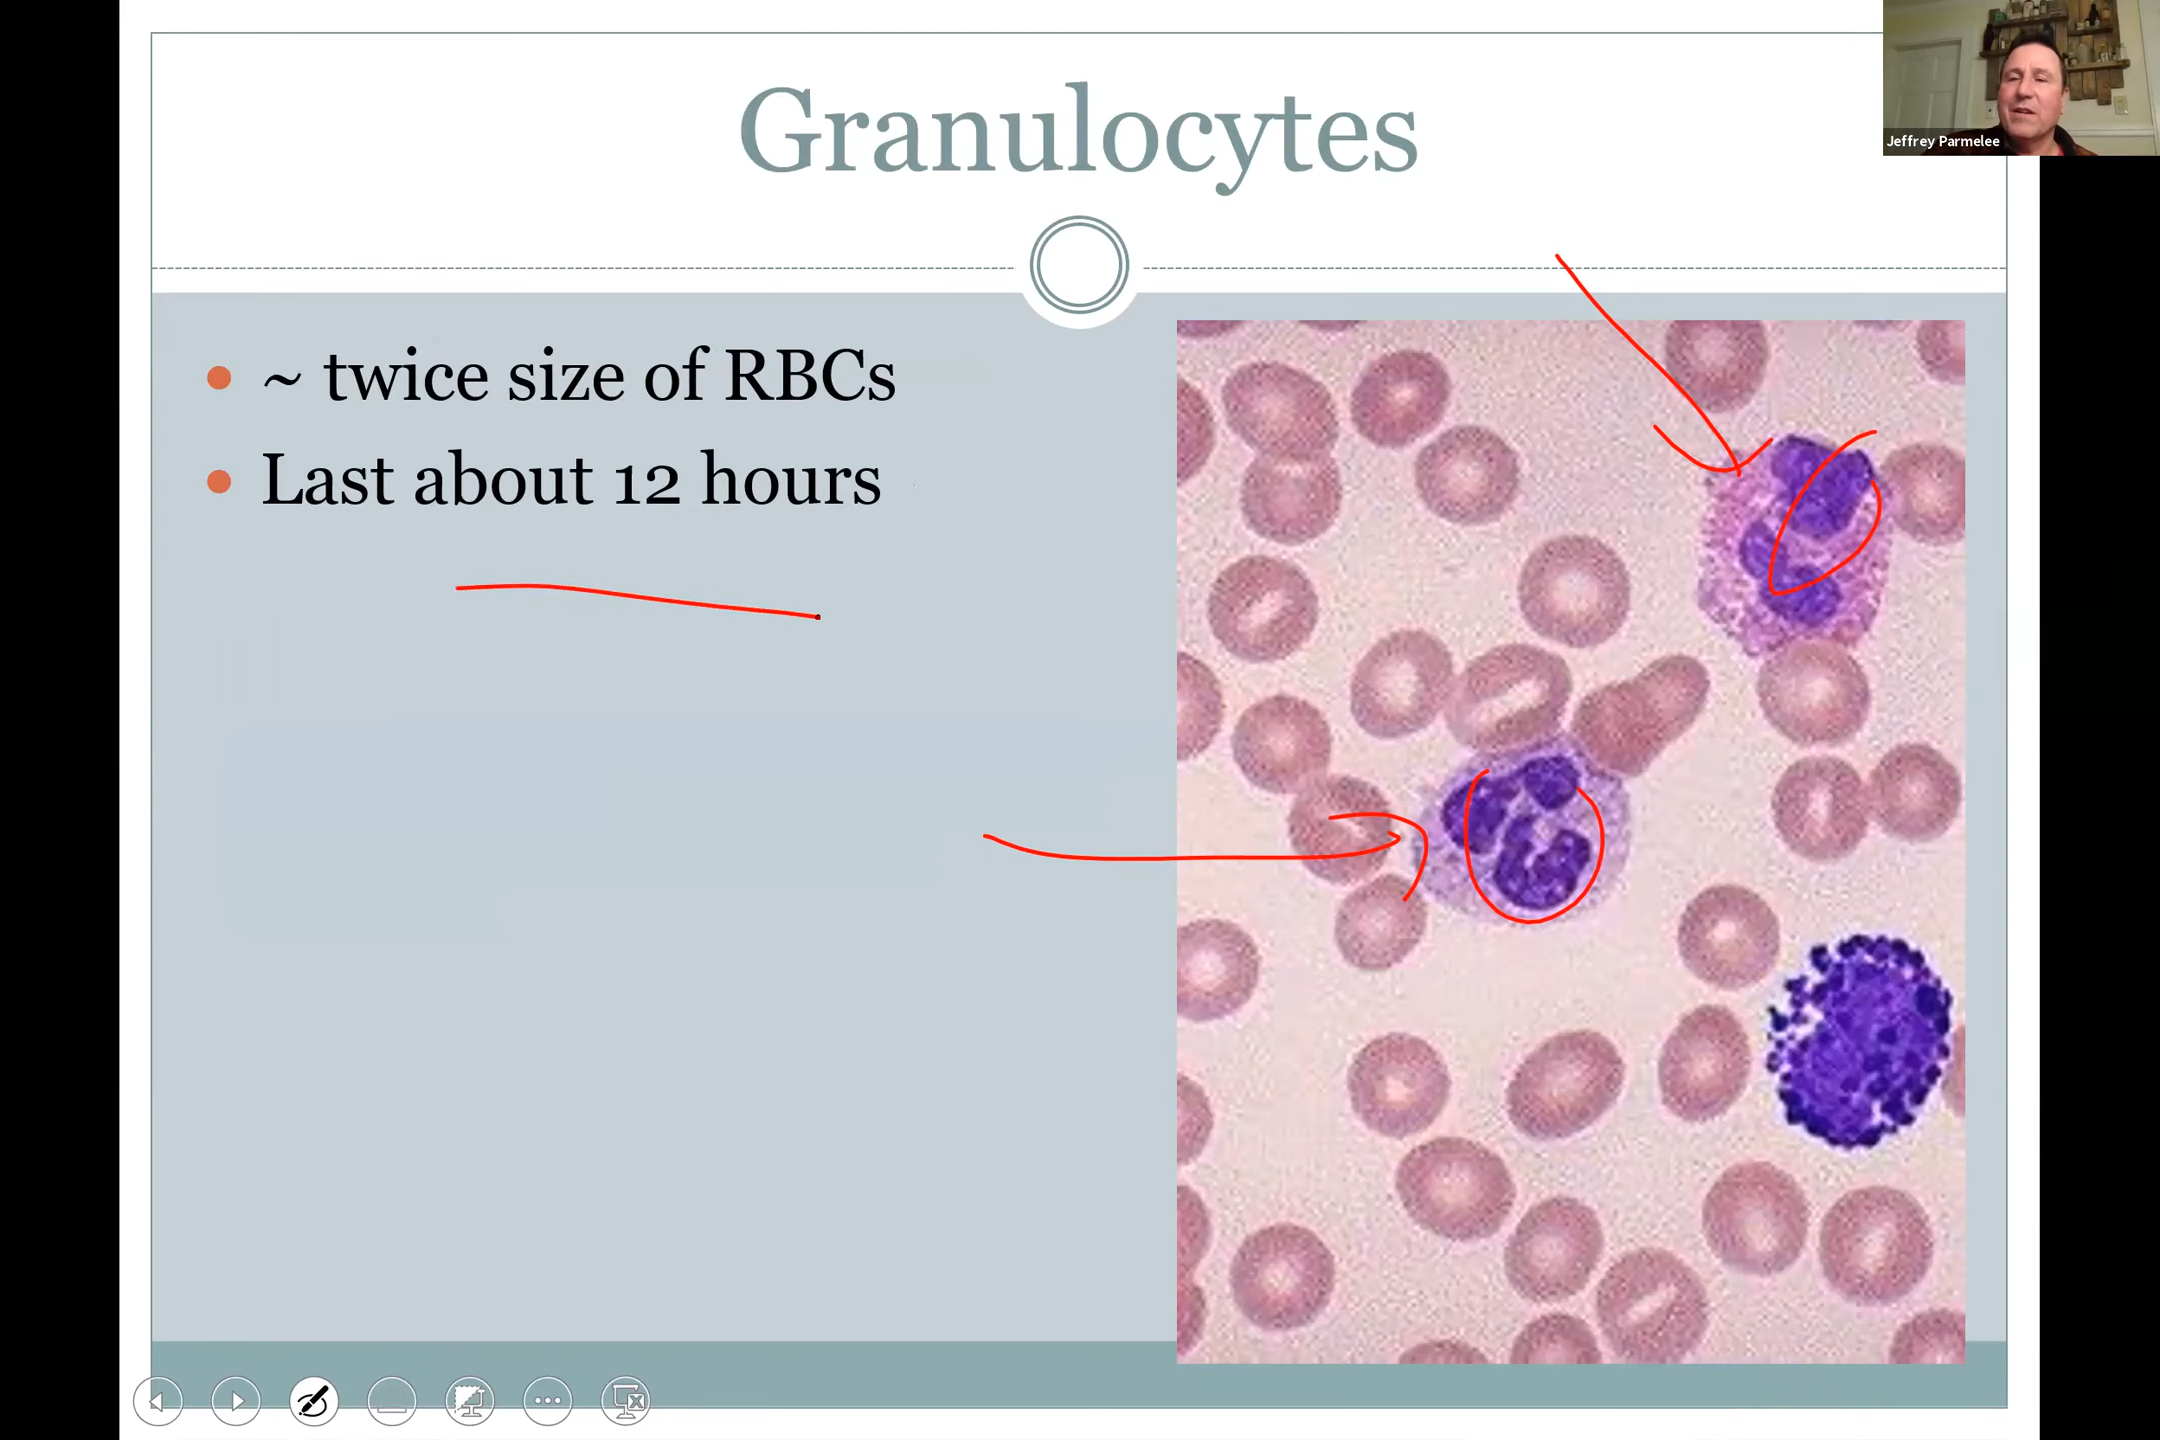 Granulocytes
Jeffrey Parmelee
~ twice size of RBCs
Last about 12 hours